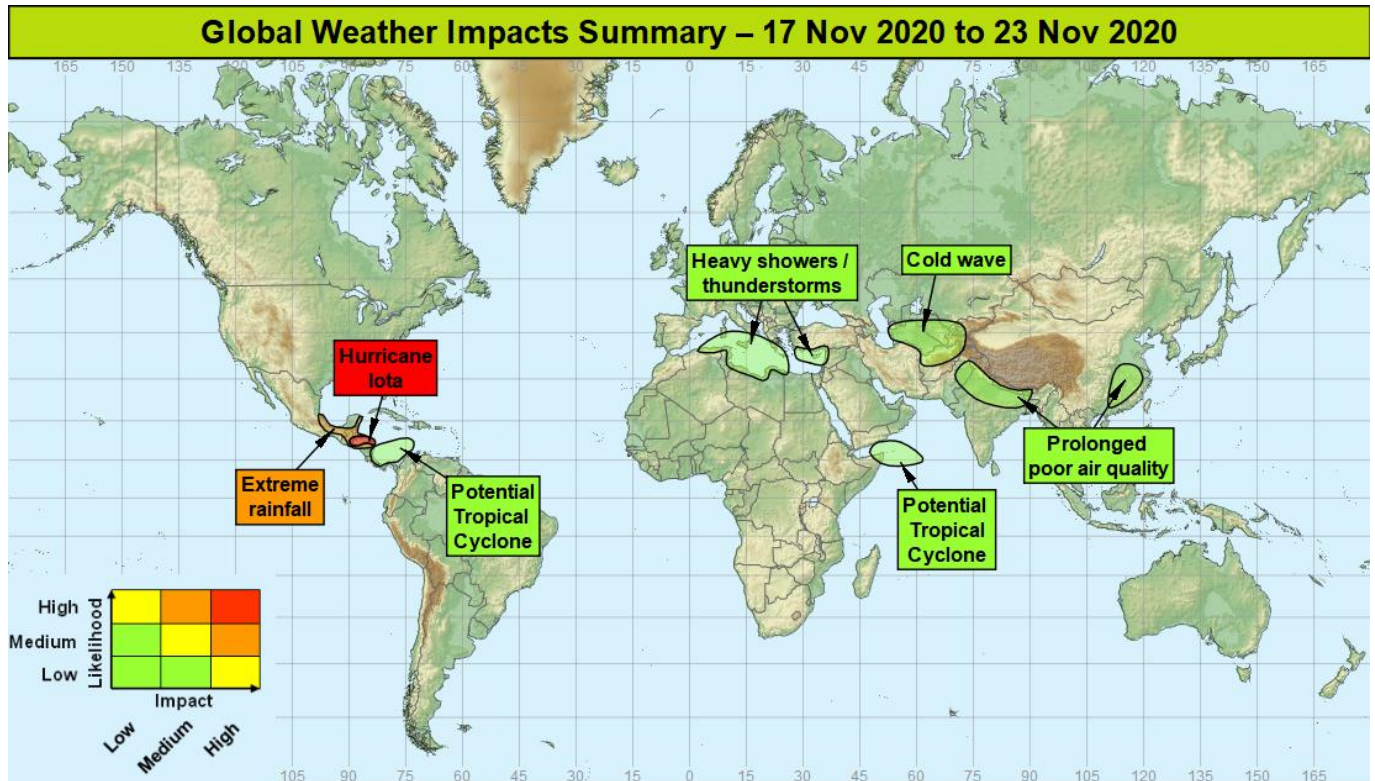 Global Weather Impacts Summary – 17 Nov 2020 to 23 Nov 2020
165 150 135 120 105 90 75 60 45 30 15 0 15 30 45 60 75 90 105 120 135 150 165
Heavy showers /
thunderstorms
Cold wave
Hurricane
Iota
Extreme
rainfall
Potential
Tropical
Cyclone
Potential
Tropical
Cyclone
Prolonged
poor air quality
High
Medium
Low
Likelihood
Impact
Low
Medium
High
105 90 75 60 45 30 15 0 15 30 45 60 75 90 105 120 135 150 165